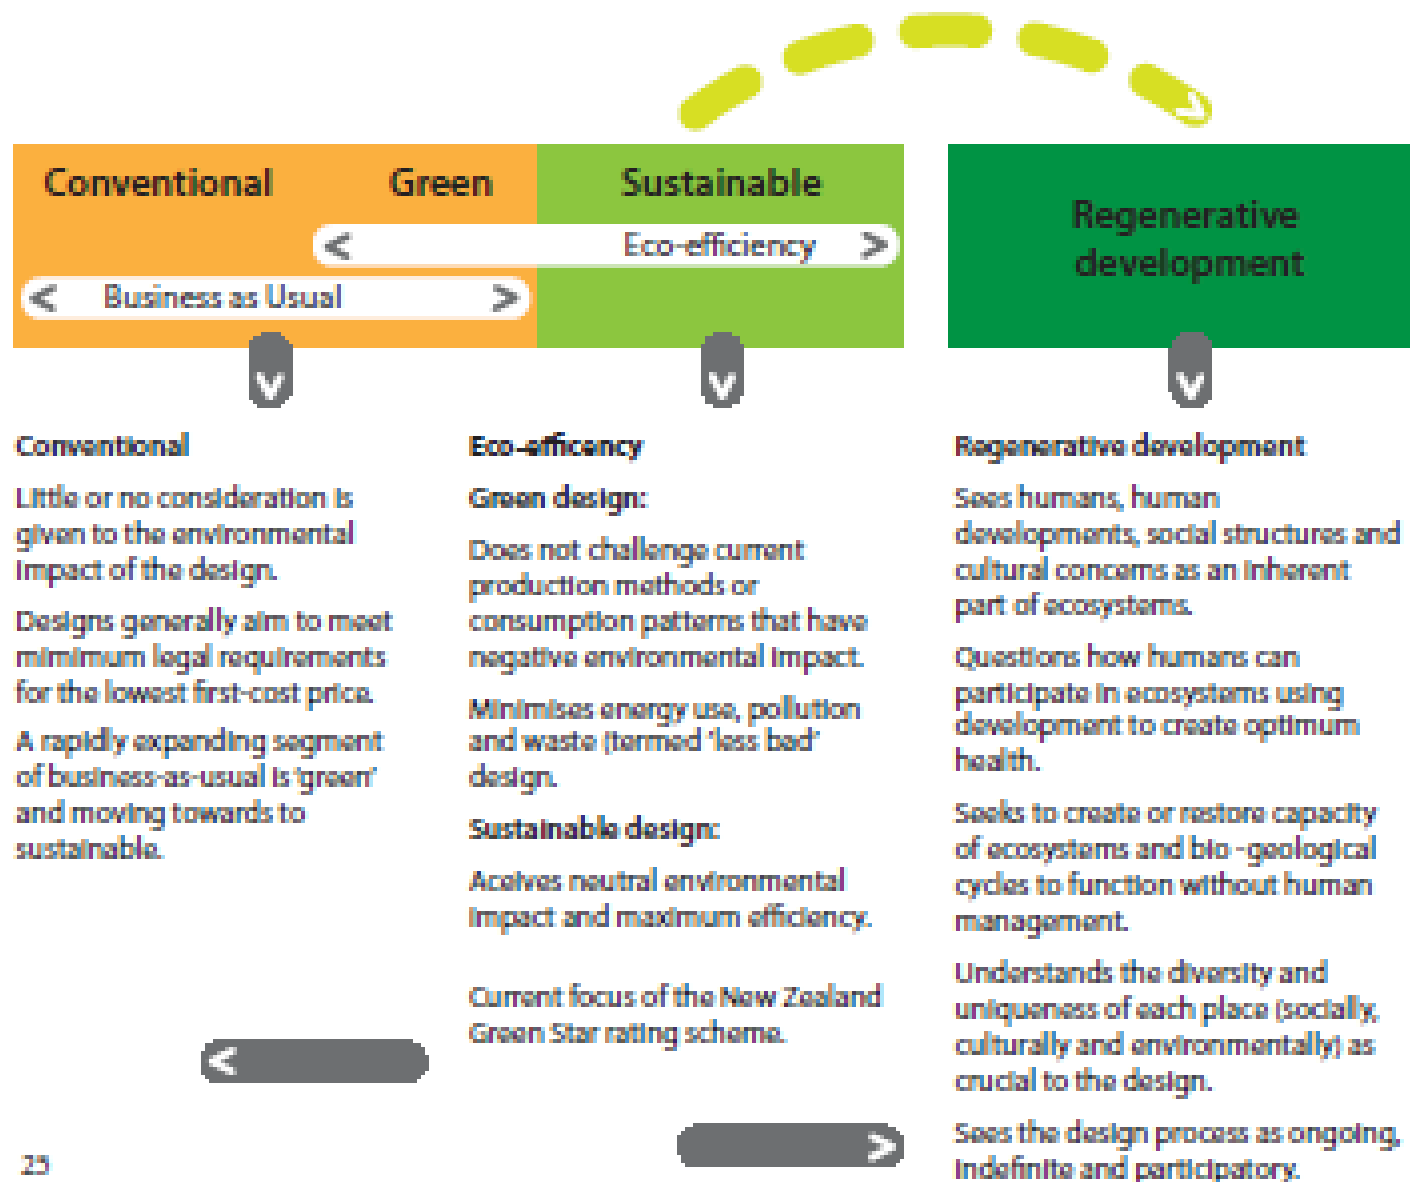 Conventional
Green
Sustainable
Regenerative
development
Eco-efficiency
Business as Usual
Conventional
Little or no consideration is
given to the environmental
impact of the design.
Designs generally aim to meet
mimimum legal requirements
for the lowest first-cost price.
A rapidly expanding segment
of business-as-usual is 'green'
and moving towards to
sustainable.
Eco-efficency
Green design:
Does not challenge current
production methods or
consumption patterns that have
negative environmental impact.
Minimises energy use, pollution
and waste (termed 'less bad'
design.
Sustainable design:
Aceives neutral environmental
impact and maximum efficiency.
Current focus of the New Zealand
Green Star rating scheme.
Regenerative development
Sees humans, human
developments, social structures and
cultural concerns as an inherent
part of ecosystems.
Questions how humans can
participate in ecosystems using
development to create optimum
health.
Seeks to create or restore capacity
of ecosystems and bio -geological
cycles to function without human
management.
Understands the diversity and
uniqueness of each place (socially,
culturally and environmentally) as
crucial to the design.
Sees the design process as ongoing,
indefinite and participatory.